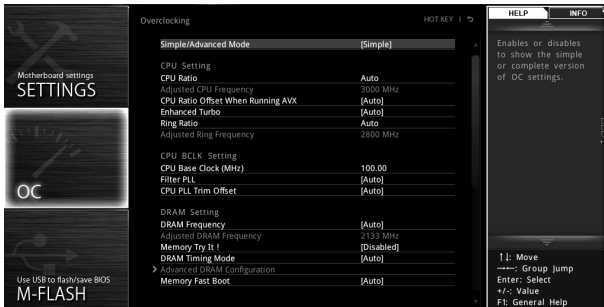 Motherboard settings
SETTINGS
OC
Use USB to flash/save BIOS
M-FLASH
Overclocking
HOT KEY
Simple/Advanced Mode [Simple]
CPU Setting
CPU Ratio Auto
Adjusted CPU Frequency 3000 MHz
CPU Ratio Offset When Running AVX [Auto]
Enhanced Turbo [Auto]
Ring Ratio Auto
Adjusted Ring Frequency 2800 MHz
CPU BCLK Setting
CPU Base Clock (MHz) 100.00
Filter PLL [Auto]
CPU PLL Trim Offset [Auto]
DRAM Setting
DRAM Frequency [Auto]
Adjusted DRAM Frequency 2133 MHz
Memory Try It ! [Disabled]
DRAM Timing Mode [Auto]
Advanced DRAM Configuration
Memory Fast Boot [Auto]
HELP INFO
Enables or disables
to show the simple
or complete version
of OC settings.
↑↓: Move
→←: Group Jump
Enter: Select
+/-: Value
F1: General Help